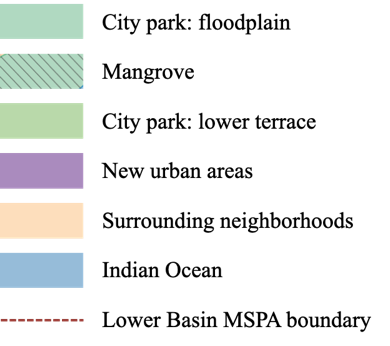 City park: floodplain
Mangrove
City park: lower terrace
New urban areas
Surrounding neighborhoods
Indian Ocean
Lower Basin MSPA boundary